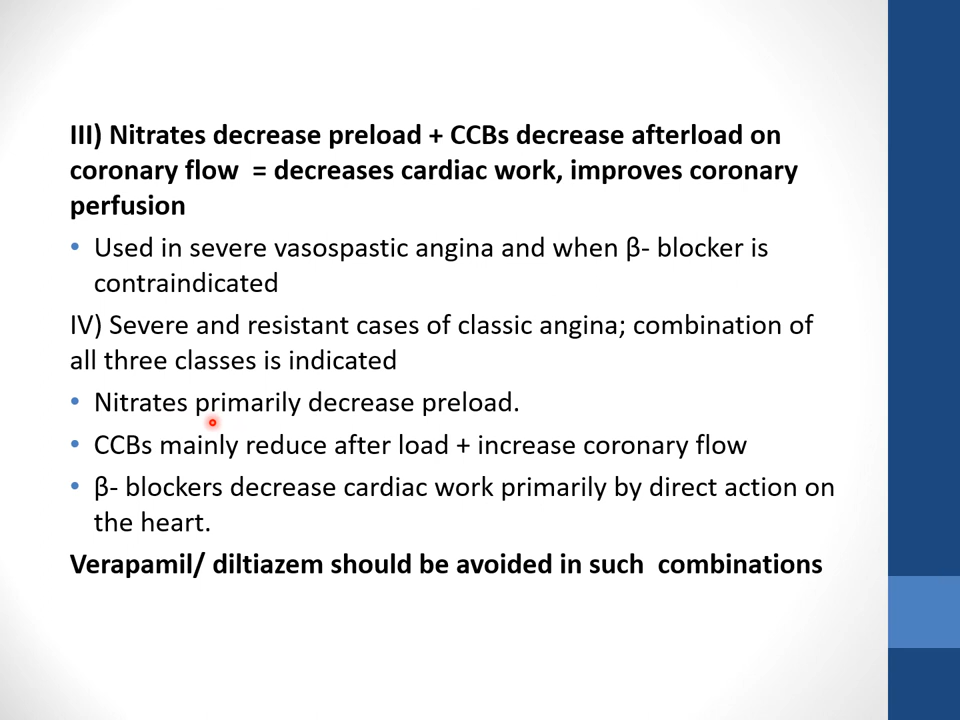 III) Nitrates decrease preload + CCBs decrease afterload on
coronary flow  = decreases cardiac work, improves coronary
perfusion
• Used in severe vasospastic angina and when β- blocker is
contraindicated
IV) Severe and resistant cases of classic angina; combination of
all three classes is indicated
• Nitrates primarily decrease preload.
• CCBs mainly reduce after load + increase coronary flow
• β- blockers decrease cardiac work primarily by direct action on
the heart.
Verapamil/ diltiazem should be avoided in such  combinations